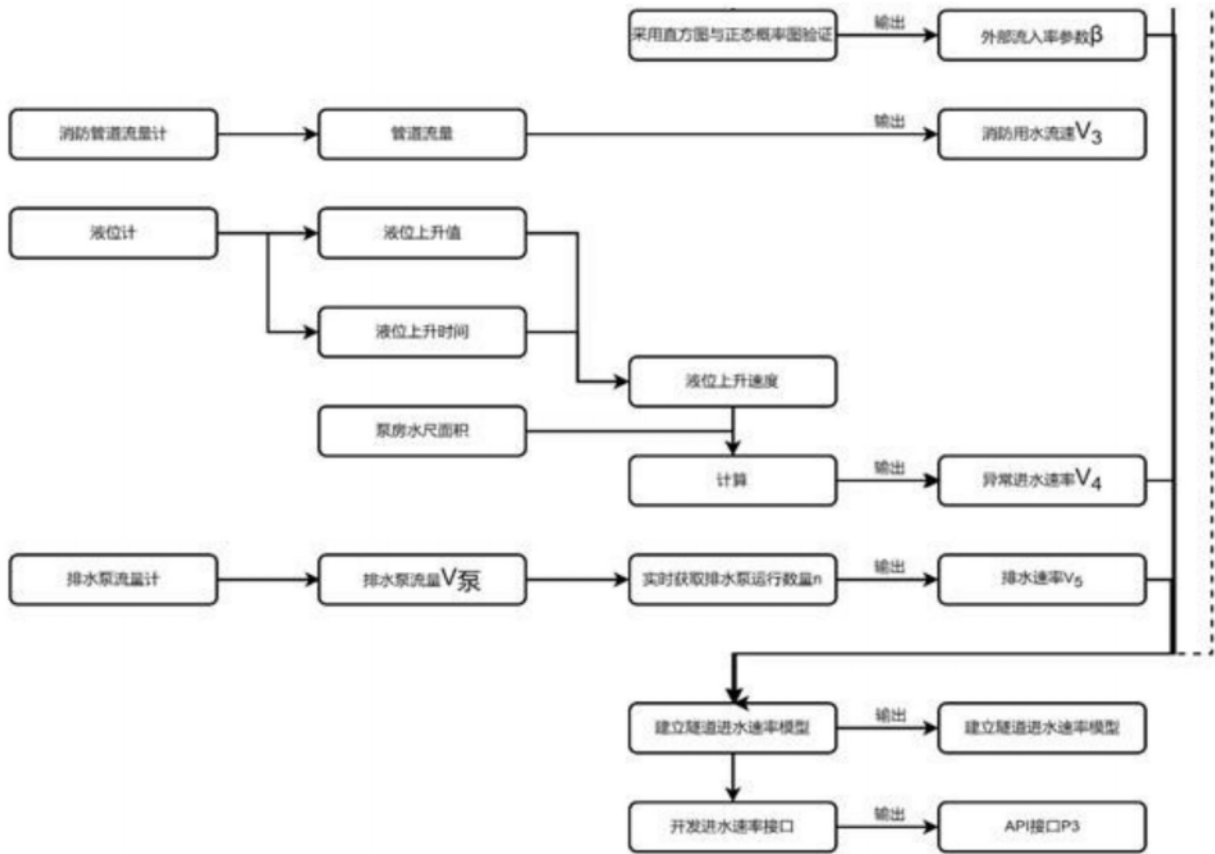 采用直方图与正态概率图验证
输出
外部流入率参数β
消防管道流量计
管道流量
输出
消防用水流速V3
液位计
液位上升值
液位上升时间
液位上升速度
泵房水尺面积
计算
输出
异常进水速率V4
排水泵流量计
排水泵流量V泵
实时获取排水泵运行数量n
输出
排水速率V5
建立隧道进水速率模型
输出
建立隧道进水速率模型
开发进水速率接口
输出
API接口P3